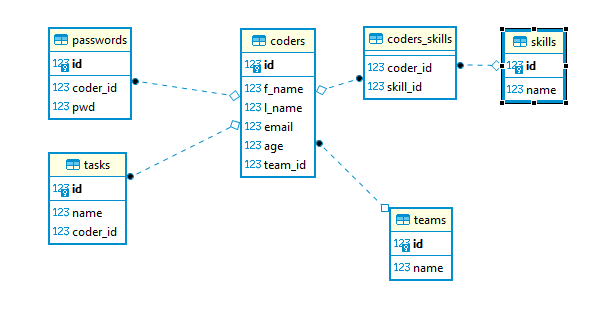 passwords
123 id
123 coder_id
123 pwd
coders
123 id
123 f_name
123 l_name
123 email
123 age
123 team_id
coders_skills
123 coder_id
123 skill_id
skills
123 id
123 name
tasks
123 id
123 name
123 coder_id
teams
123 id
123 name